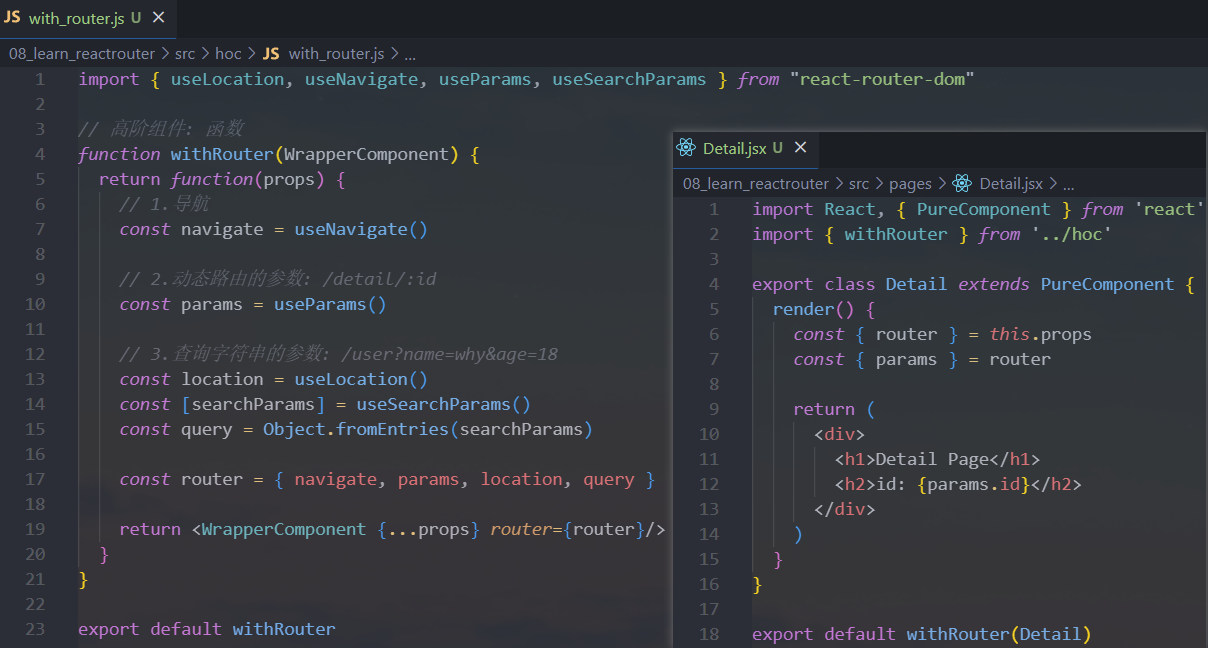 JS with_router.js U ×
08_learn_reactrouter > src > hoc > JS with_router.js > ...
1 import { useLocation, useNavigate, useParams, useSearchParams } from "react-router-dom"
2
3 // 高阶组件: 函数
4 function withRouter(WrapperComponent) {
5   return function(props) {
6     // 1.导航
7     const navigate = useNavigate()
8
9     // 2.动态路由的参数: /detail/:id
10     const params = useParams()
11
12     // 3.查询字符串的参数: /user?name=why&age=18
13     const location = useLocation()
14     const [searchParams] = useSearchParams()
15     const query = Object.fromEntries(searchParams)
16
17     const router = { navigate, params, location, query }
18
19     return <WrapperComponent {...props} router={router}/>
20   }
21 }
22
23 export default withRouter
Detail.jsx U ×
08_learn_reactrouter > src > pages > Detail.jsx > ...
1 import React, { PureComponent } from 'react'
2 import { withRouter } from '../hoc'
3
4 export class Detail extends PureComponent {
5   render() {
6     const { router } = this.props
7     const { params } = router
8
9     return (
10       <div>
11         <h1>Detail Page</h1>
12         <h2>id: {params.id}</h2>
13       </div>
14     )
15   }
16 }
17
18 export default withRouter(Detail)